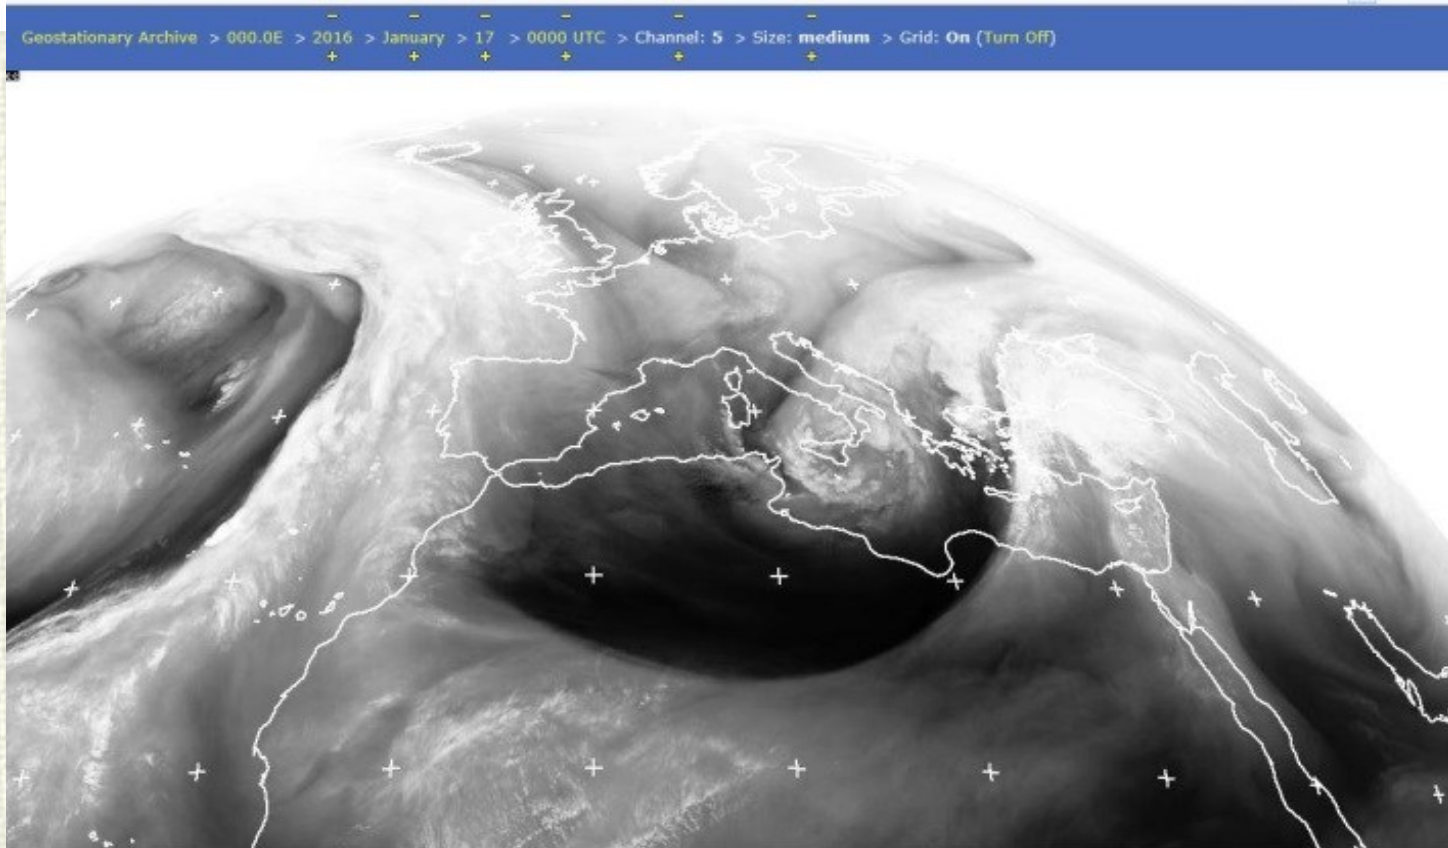 Geostationary Archive > 000.0E > 2016 > January > 17 > 0000 UTC > Channel: 5 > Size: medium > Grid: On (Turn Off)